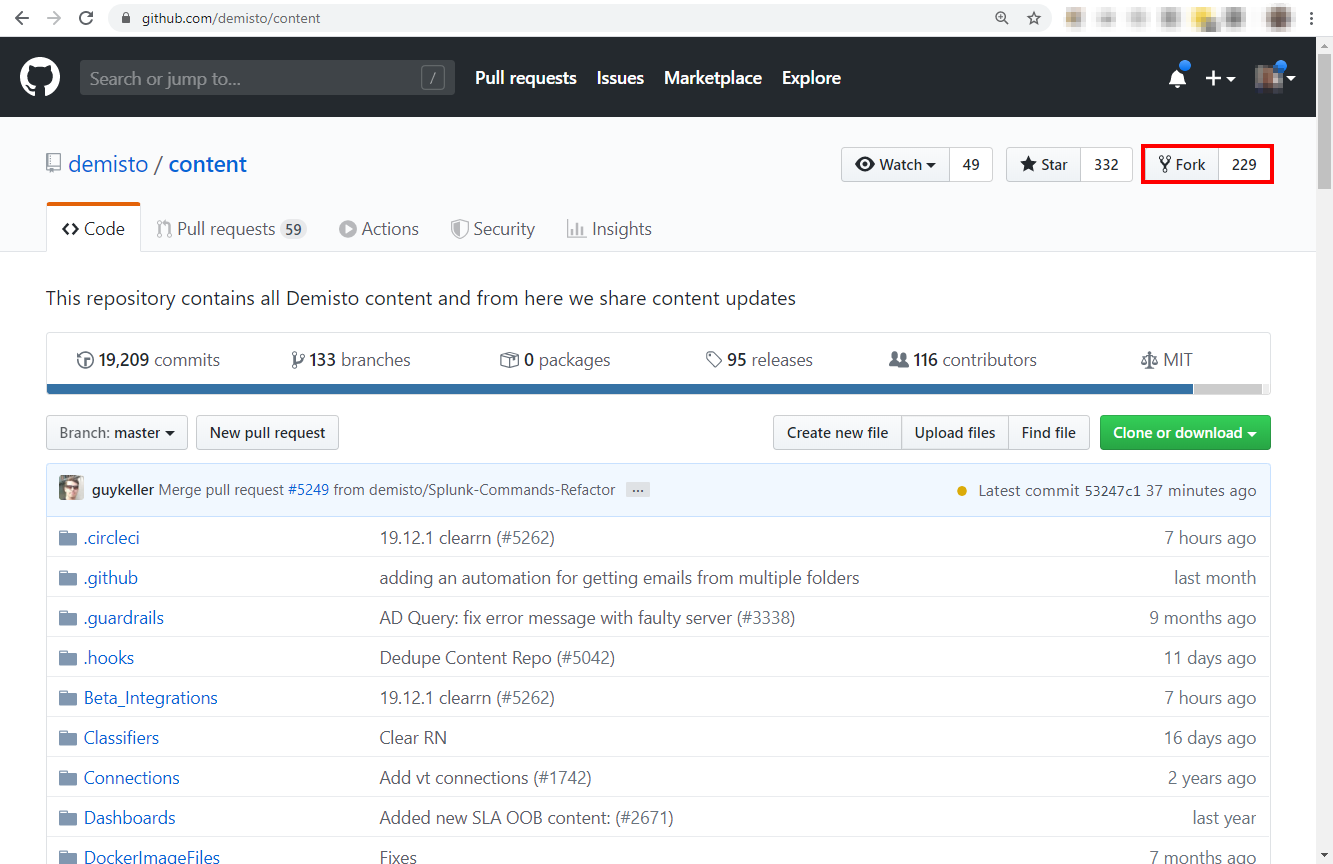 github.com/demisto/content
Search or jump to... /
Pull requests Issues Marketplace Explore
demisto / content
Watch 49 Star 332 Fork 229
Code Pull requests 59 Actions Security Insights
This repository contains all Demisto content and from here we share content updates
19,209 commits 133 branches 0 packages 95 releases 116 contributors MIT
Branch: master New pull request Create new file Upload files Find file Clone or download
guykeller Merge pull request #5249 from demisto/Splunk-Commands-Refactor ... Latest commit 53247c1 37 minutes ago
.circleci 19.12.1 clearrn (#5262) 7 hours ago
.github adding an automation for getting emails from multiple folders last month
.guardrails AD Query: fix error message with faulty server (#3338) 9 months ago
.hooks Dedupe Content Repo (#5042) 11 days ago
Beta_Integrations 19.12.1 clearrn (#5262) 7 hours ago
Classifiers Clear RN 16 days ago
Connections Add vt connections (#1742) 2 years ago
Dashboards Added new SLA OOB content: (#2671) last year
DockerImageFiles Fixes 7 months ago